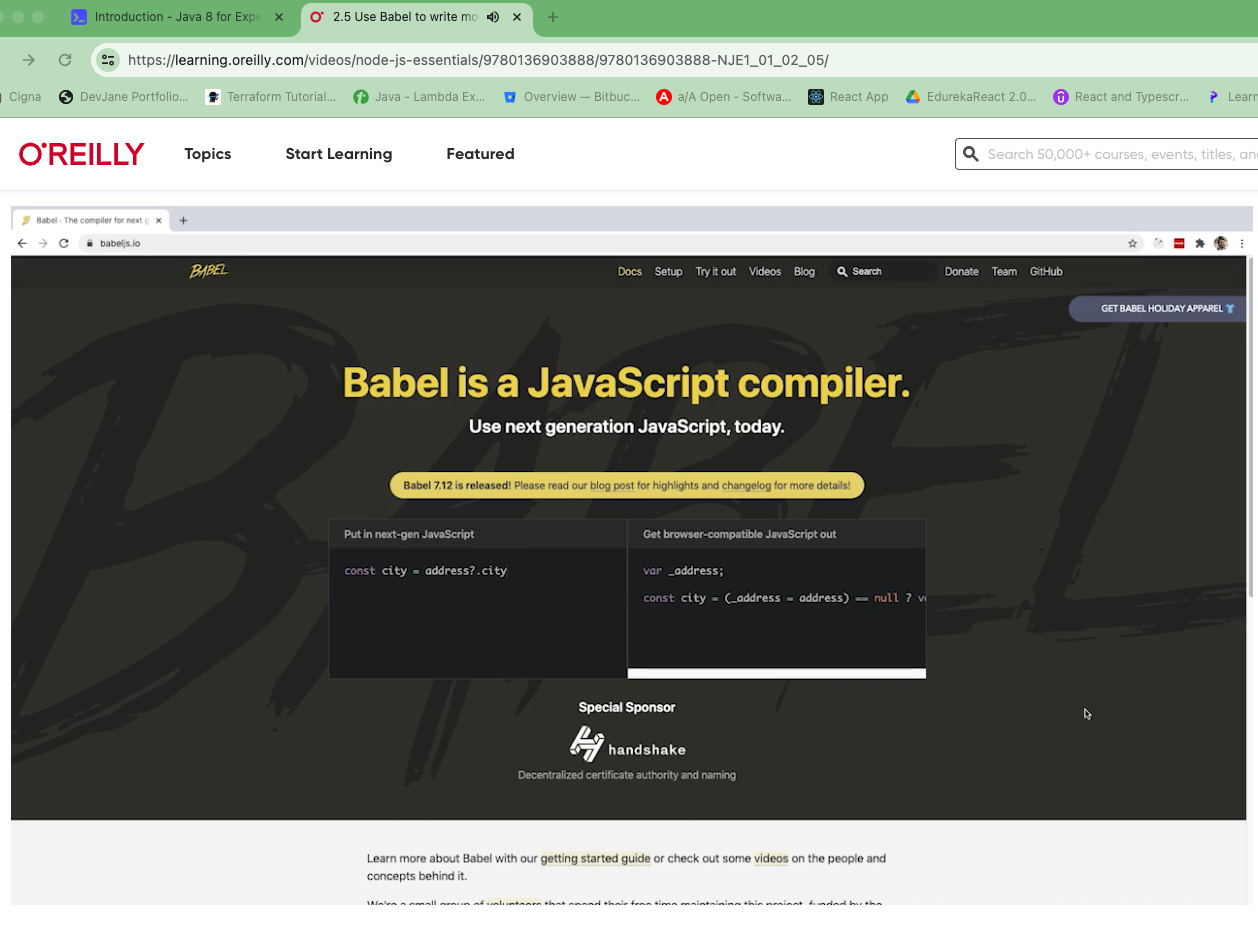 Introduction - Java 8 for Expe
2.5 Use Babel to write mo
https://learning.oreilly.com/videos/node-js-essentials/9780136903888/9780136903888-NJE1_01_02_05/
Cigna DevJane Portfolio... Terraform Tutorial... Java - Lambda Ex... Overview — Bitbuc... a/A Open - Softwa... React App EdurekaReact 2.0... React and Typescr... Learn
O'REILLY Topics Start Learning Featured Search 50,000+ courses, events, titles, and
Babel - The compiler for next g
babeljs.io
BABEL Docs Setup Try it out Videos Blog Search Donate Team GitHub
GET BABEL HOLIDAY APPAREL
BABEL
Babel is a JavaScript compiler.
Use next generation JavaScript, today.
Babel 7.12 is released! Please read our blog post for highlights and changelog for more details!
Put in next-gen JavaScript Get browser-compatible JavaScript out
const city = address?.city var _address;
const city = (_address = address) == null ? v
Special Sponsor
handshake
Decentralized certificate authority and naming
Learn more about Babel with our getting started guide or check out some videos on the people and
concepts behind it.
We're a small group of volunteers that spend their free time maintaining this project, funded by the